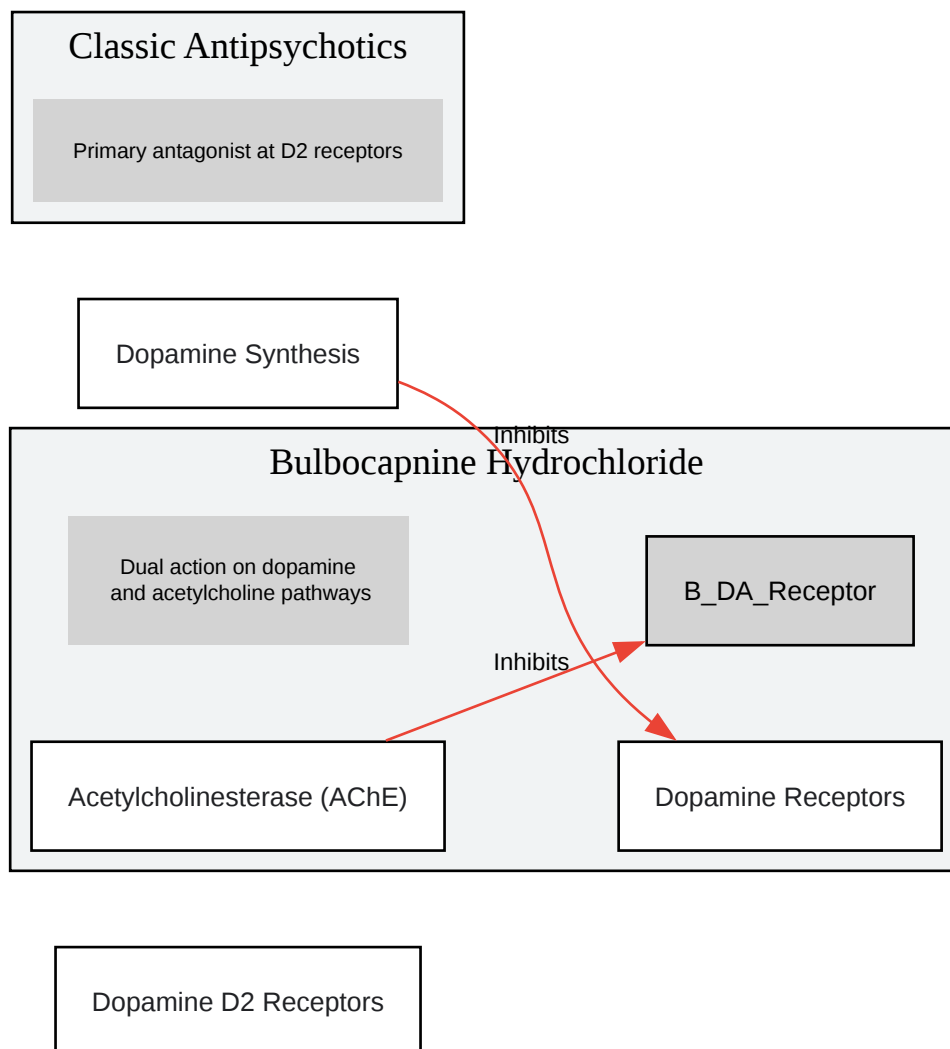 Classic Antipsychotics
Primary antagonist at D2 receptors
Dopamine Synthesis
Inhibits
Bulbocapnine Hydrochloride
Dual action on dopamine
and acetylcholine pathways
B_DA_Receptor
Inhibits
Acetylcholinesterase (AChE)
Dopamine Receptors
Dopamine D2 Receptors